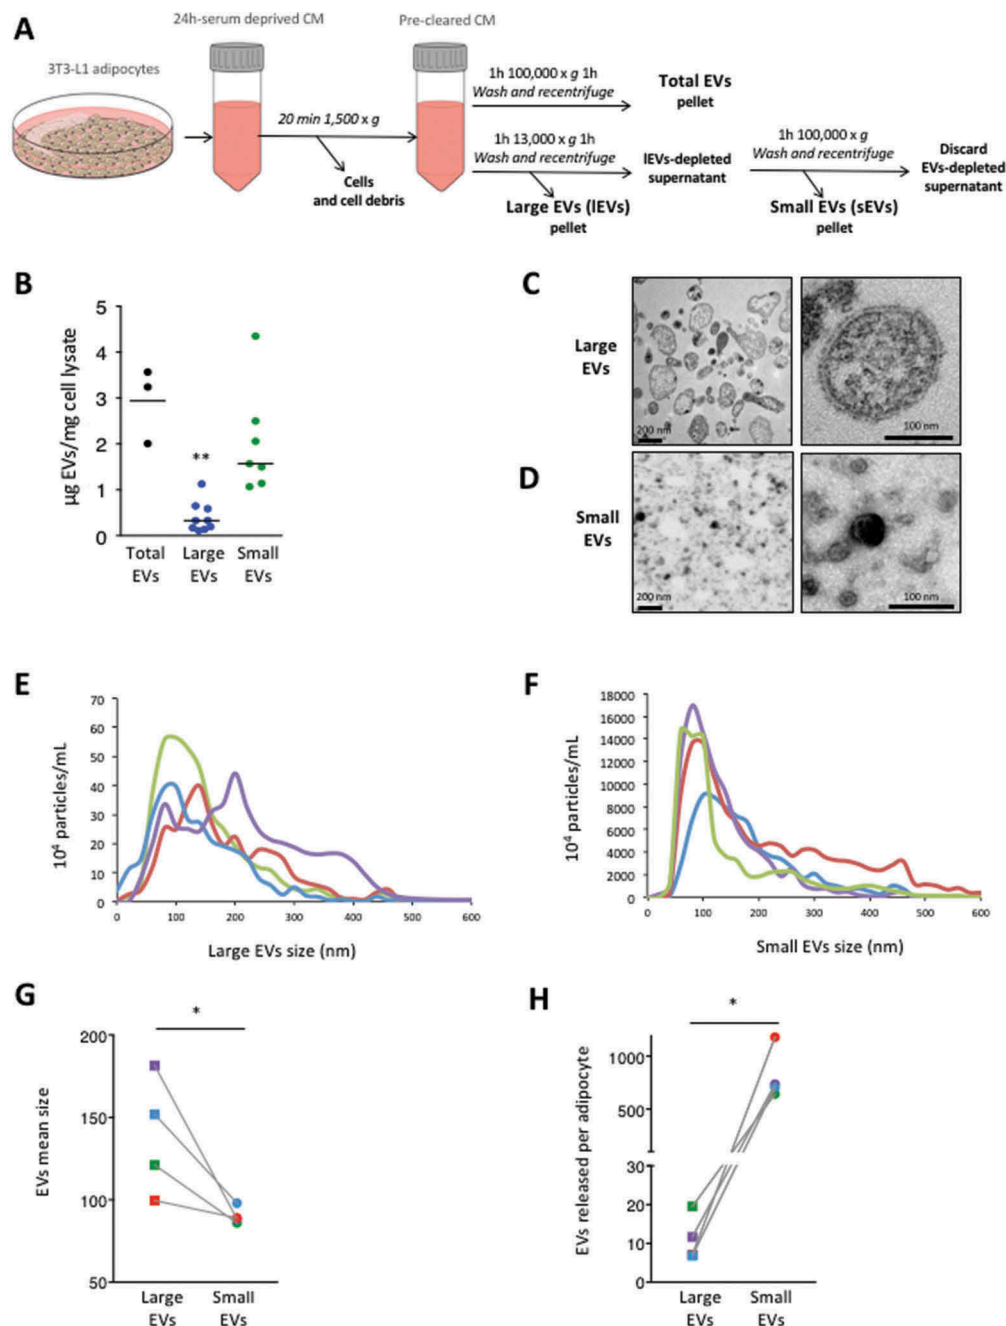 A
24h-serum deprived CM
Pre-cleared CM
3T3-L1 adipocytes
20 min 1,500 x g
Cells
and cell debris
1h 100,000 x g 1h
Wash and recentrifuge
Total EVs
pellet
1h 13,000 x g 1h
Wash and recentrifuge
lEVs-depleted
supernatant
Large EVs (lEVs)
pellet
1h 100,000 x g
Wash and recentrifuge
Small EVs (sEVs)
pellet
Discard
EVs-depleted
supernatant
B
µg EVs/mg cell lysate
5
4
3
2
1
0
**
Total
EVs
Large
EVs
Small
EVs
C
Large
EVs
200 nm
100 nm
D
Small
EVs
200 nm
100 nm
E
10⁴ particles/mL
70
60
50
40
30
20
10
0
0 100 200 300 400 500 600
Large EVs size (nm)
F
10⁴ particles/mL
18000
16000
14000
12000
10000
8000
6000
4000
2000
0
0 100 200 300 400 500 600
Small EVs size (nm)
G
*
EVs mean size
200
150
100
50
Large
EVs
Small
EVs
H
*
EVs released per adipocyte
1000
500
30
20
10
0
Large
EVs
Small
EVs